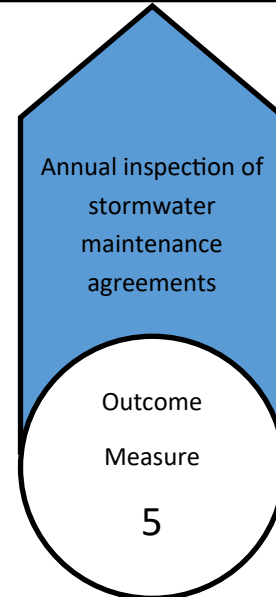 Annual inspection of
stormwater
maintenance
agreements
Outcome
Measure
5